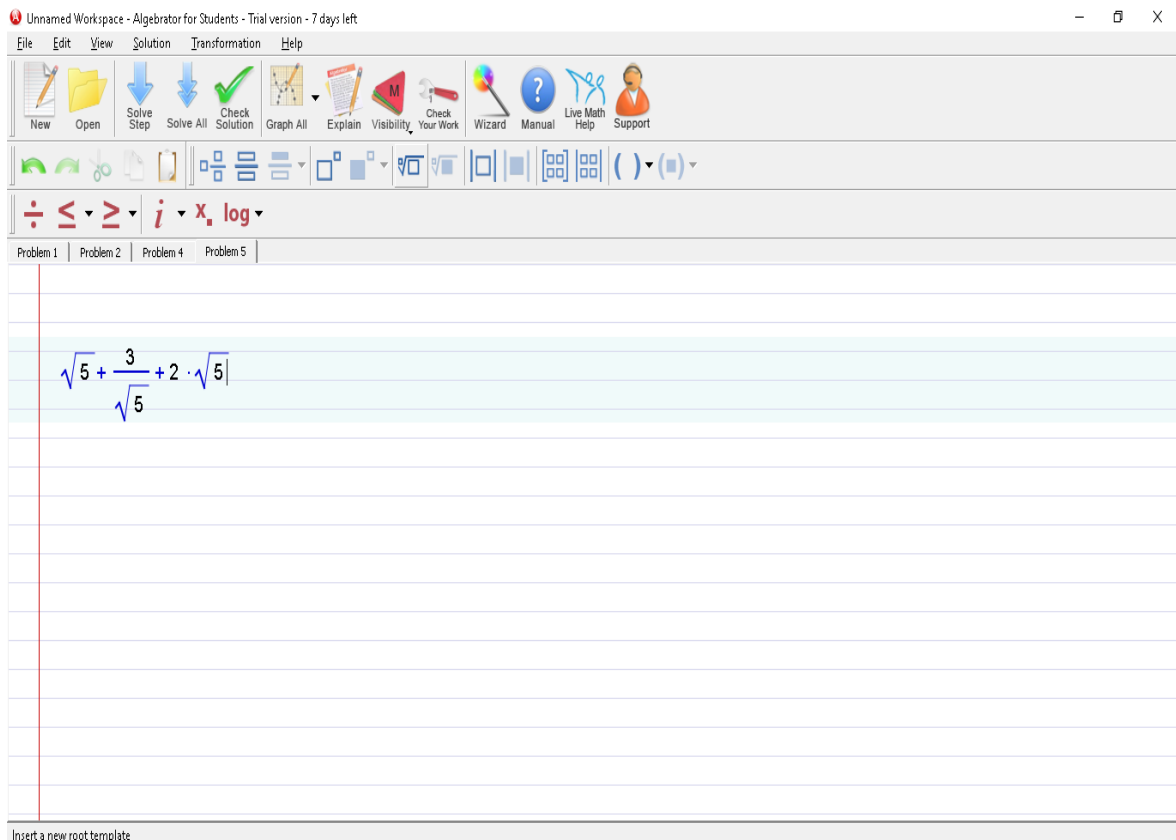 Unnamed Workspace - Algebrator for Students - Trial version - 7 days left
File Edit View Solution Transformation Help
New Open Solve Step Solve All Check Solution Graph All Explain M Visibility Check Your Work Wizard ? Manual Live Math Help Support
÷ ≤ ≥ i x. log
Problem 1 Problem 2 Problem 4 Problem 5
√5 + 3/√5 + 2 · √5
Insert a new root template